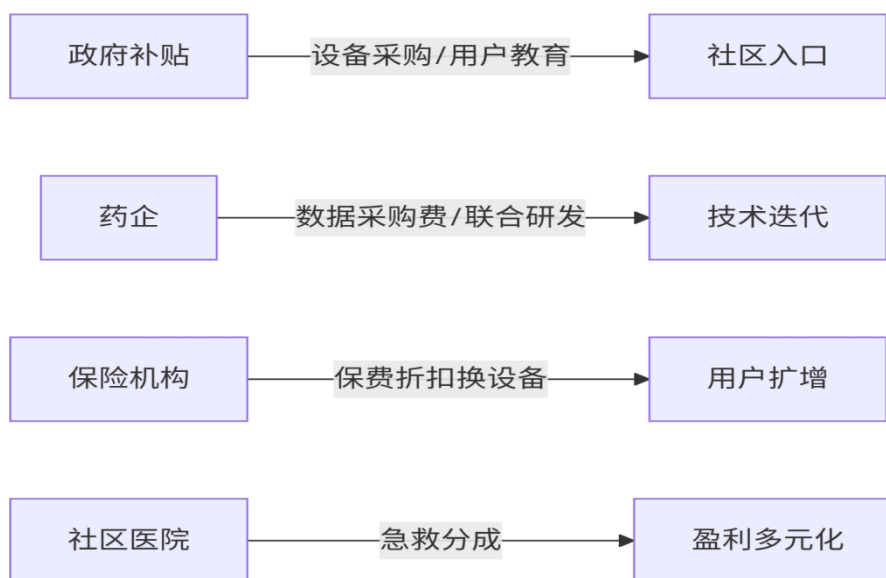 政府补贴 设备采购/用户教育 社区入口
药企 数据采购费/联合研发 技术迭代
保险机构 保费折扣换设备 用户扩增
社区医院 急救分成 盈利多元化